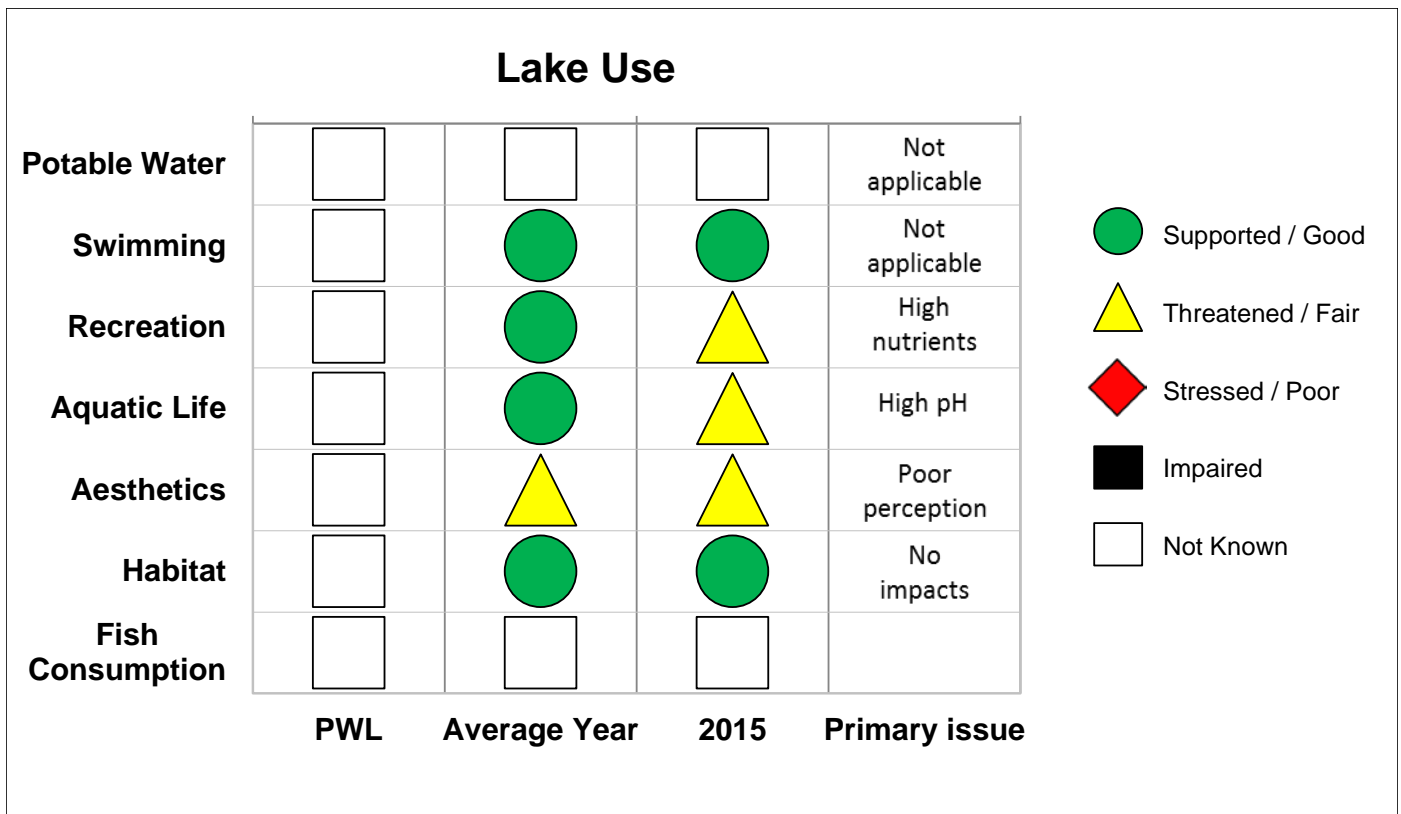 Lake Use
Potable Water
Not
applicable
Swimming
Not
applicable
Recreation
High
nutrients
Aquatic Life
High pH
Aesthetics
Poor
perception
Habitat
No
impacts
Fish
Consumption
PWL
Average Year
2015
Primary issue
Supported / Good
Threatened / Fair
Stressed / Poor
Impaired
Not Known